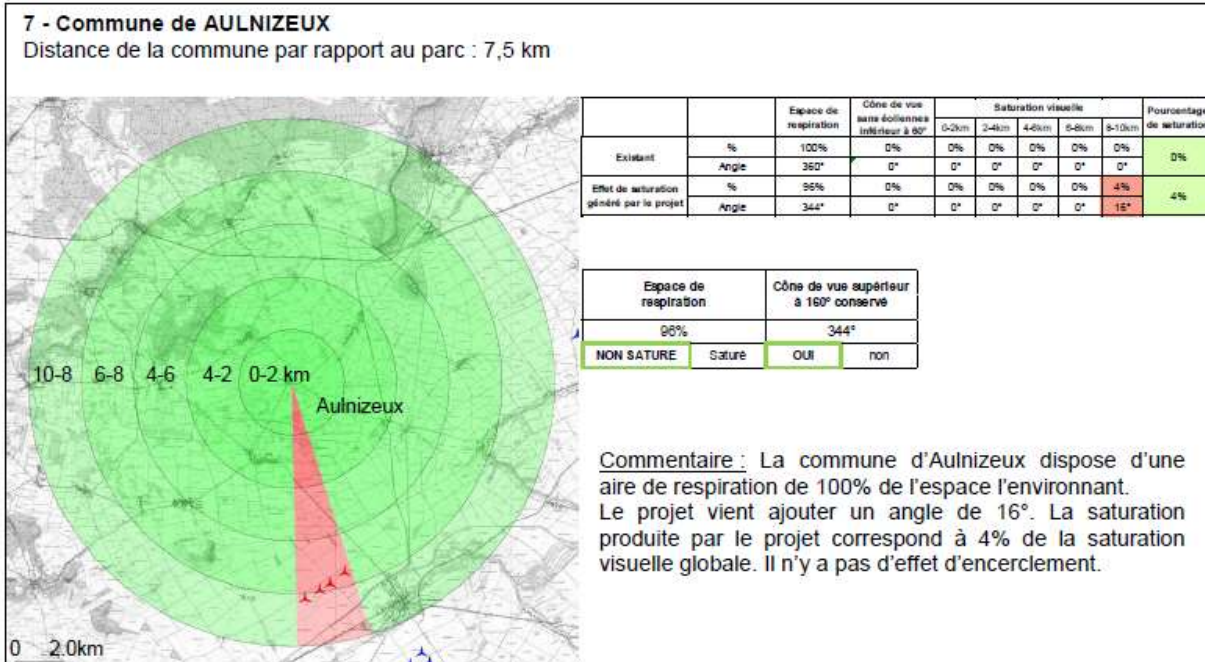 7 - Commune de AULNIZEUX
Distance de la commune par rapport au parc : 7,5 km
Espace de respiration Cône de vue sans éoliennes inférieur à 60° Saturation visuelle Pourcentage de saturation
0-2km 2-4km 4-6km 6-8km 8-10km
Existant % 100% 0% 0% 0% 0% 0% 0% 0%
Angle 360° 0° 0° 0° 0° 0° 0°
Effet de saturation généré par le projet % 96% 0% 0% 0% 0% 0% 4% 4%
Angle 344° 0° 0° 0° 0° 0° 16°
Espace de respiration Cône de vue supérieur à 160° conservé
96% 344°
NON SATURE Saturé OUI non
10-8 6-8 4-6 4-2 0-2 km
Aulnizeux
Commentaire : La commune d'Aulnizeux dispose d'une
aire de respiration de 100% de l'espace l'environnant.
Le projet vient ajouter un angle de 16°. La saturation
produite par le projet correspond à 4% de la saturation
visuelle globale. Il n'y a pas d'effet d'encerclement.
0 2.0km